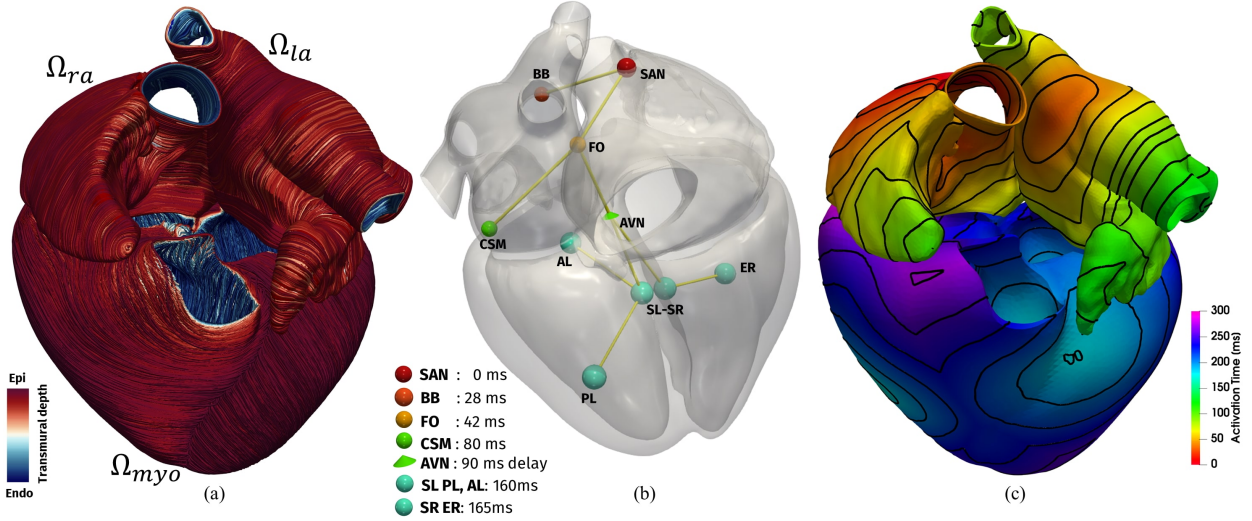 Ω_ra
Ω_la
Epi
Endo
Transmural depth
Ω_myo
(a)
BB
SAN
FO
AVN
CSM
AL
ER
SL-SR
PL
SAN : 0 ms
BB : 28 ms
FO : 42 ms
CSM : 80 ms
AVN : 90 ms delay
SL PL, AL: 160ms
SR ER: 165ms
(b)
300
250
200
150
100
50
0
Activation Time (ms)
(c)